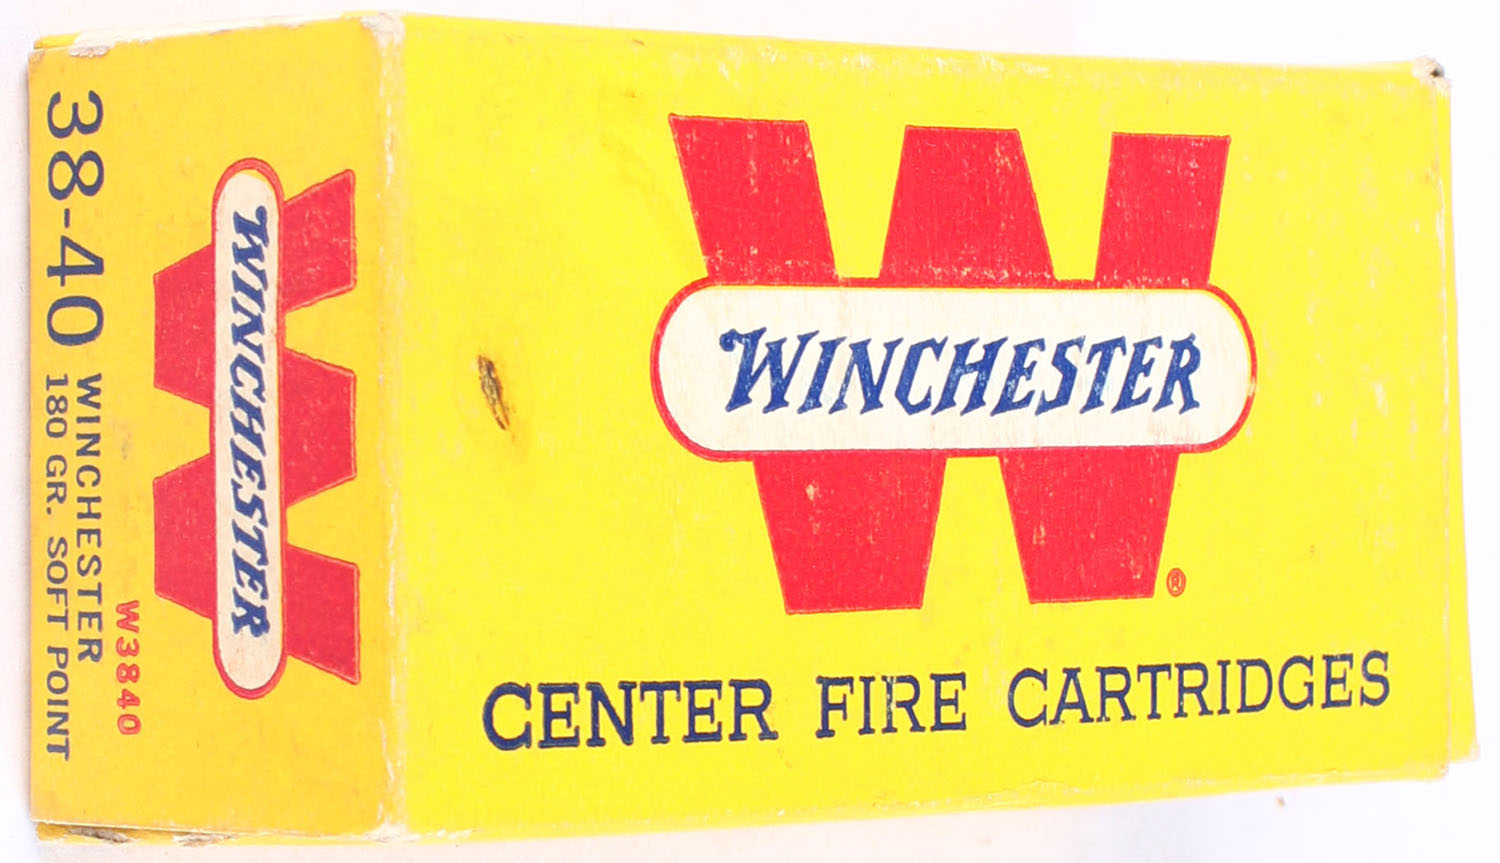 WINCHESTER
®
CENTER FIRE CARTRIDGES
WINCHESTER
W3840
38-40 WINCHESTER
180 GR. SOFT POINT